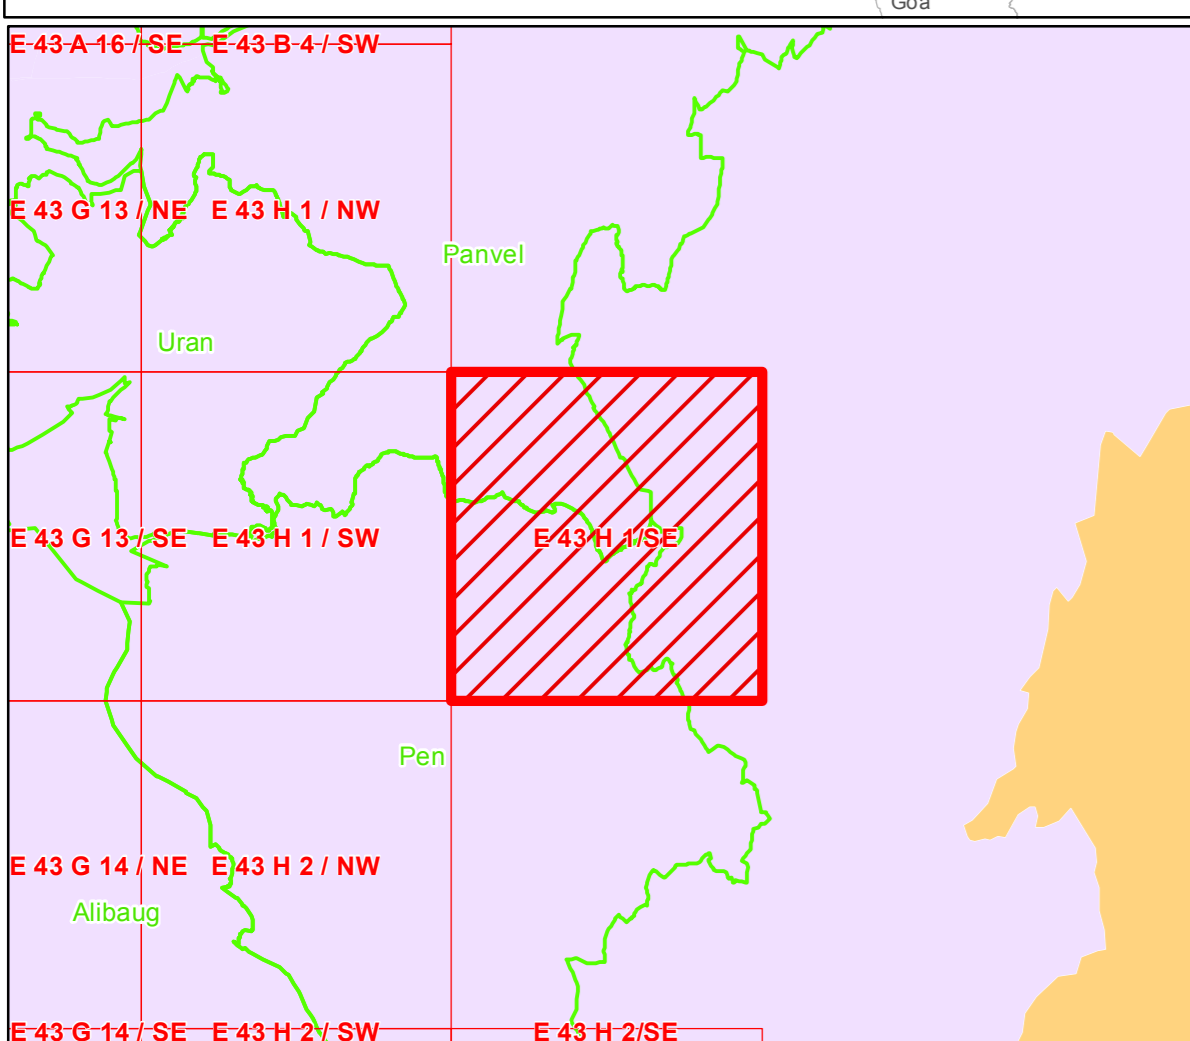 Goa
E 43 A 16 / SE E 43 B 4 / SW
E 43 G 13 / NE E 43 H 1 / NW
Panvel
Uran
E 43 G 13 / SE E 43 H 1 / SW E 43 H 1/SE
Pen
E 43 G 14 / NE E 43 H 2 / NW
Alibaug
E 43 G 14 / SE E 43 H 2 / SW E 43 H 2/SE